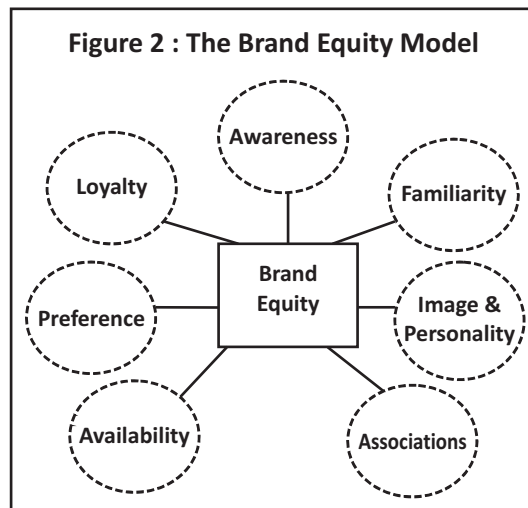 Figure 2 : The Brand Equity Model
Awareness
Loyalty
Familiarity
Brand
Equity
Preference
Image &
Personality
Availability
Associations